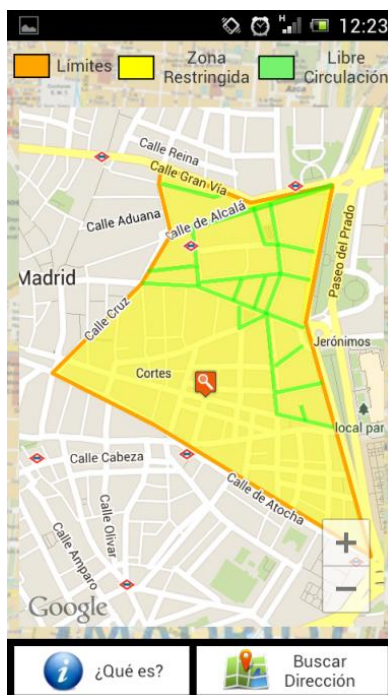 H
12:23
Límites
Zona
Restringida
Libre
Circulación
Calle Reina
Calle Gran Vía
Calle Aduana
alle de Alcalá
Paseo del Prado
Madrid
Calle Cruz
Jerónimos
Cortes
local par
Calle Cabeza
Calle de Atocha
Calle Olivar
Calle Amparo
+
−
Google
¿Qué es?
Buscar
Dirección